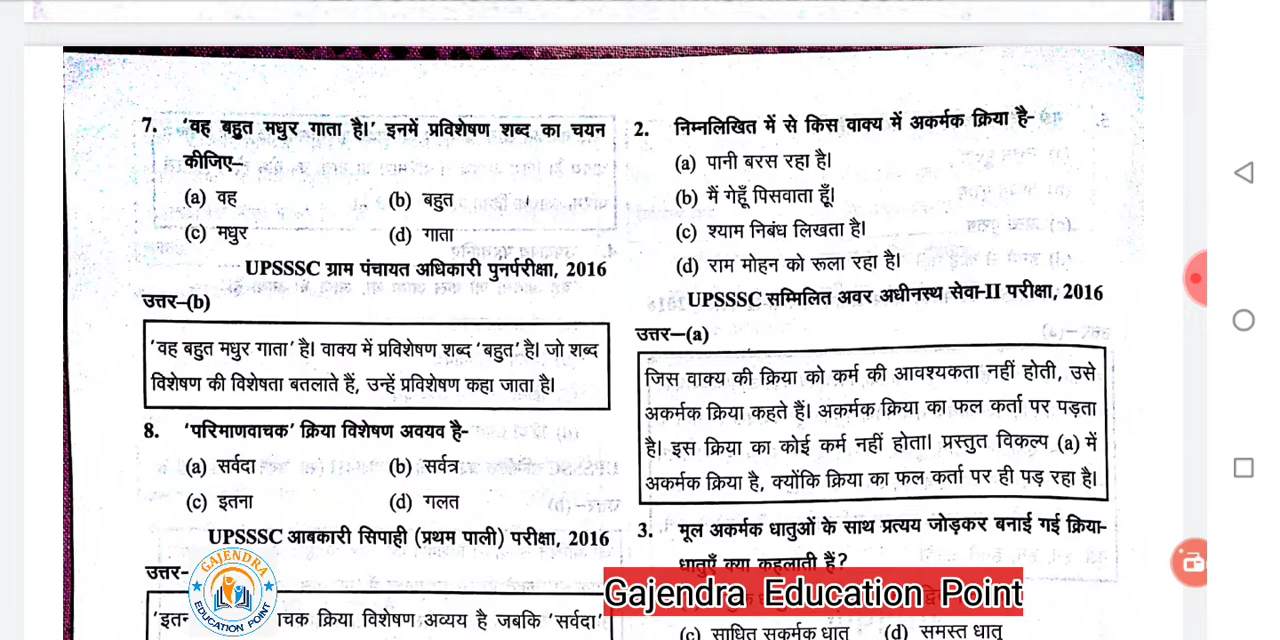 7. 'वह बहुत मधुर गाता है।' इनमें प्रविशेषण शब्द का चयन
कीजिए–
(a) वह (b) बहुत
(c) मधुर (d) गाता
UPSSSC ग्राम पंचायत अधिकारी पुनर्परीक्षा, 2016
उत्तर–(b)
'वह बहुत मधुर गाता' है। वाक्य में प्रविशेषण शब्द 'बहुत' है। जो शब्द
विशेषण की विशेषता बतलाते हैं, उन्हें प्रविशेषण कहा जाता है।
8. 'परिमाणवाचक' क्रिया विशेषण अवयव है-
(a) सर्वदा (b) सर्वत्र
(c) इतना (d) गलत
UPSSSC आबकारी सिपाही (प्रथम पाली) परीक्षा, 2016
उत्तर-
'इतन चक क्रिया विशेषण अव्यय है जबकि 'सर्वदा'
2. निम्नलिखित में से किस वाक्य में अकर्मक क्रिया है-
(a) पानी बरस रहा है।
(b) मैं गेहूँ पिसवाता हूँ।
(c) श्याम निबंध लिखता है।
(d) राम मोहन को रूला रहा है।
UPSSSC सम्मिलित अवर अधीनस्थ सेवा-II परीक्षा, 2016
उत्तर–(a)
जिस वाक्य की क्रिया को कर्म की आवश्यकता नहीं होती, उसे
अकर्मक क्रिया कहते हैं। अकर्मक क्रिया का फल कर्ता पर पड़ता
है। इस क्रिया का कोई कर्म नहीं होता। प्रस्तुत विकल्प (a) में
अकर्मक क्रिया है, क्योंकि क्रिया का फल कर्ता पर ही पड़ रहा है।
3. मूल अकर्मक धातुओं के साथ प्रत्यय जोड़कर बनाई गई क्रिया-
धातुएँ क्या कहलाती हैं?
(c) साधित सकर्मक धातु (d) समस्त धातु
GAJENDRA
EDUCATION POINT
Gajendra Education Point